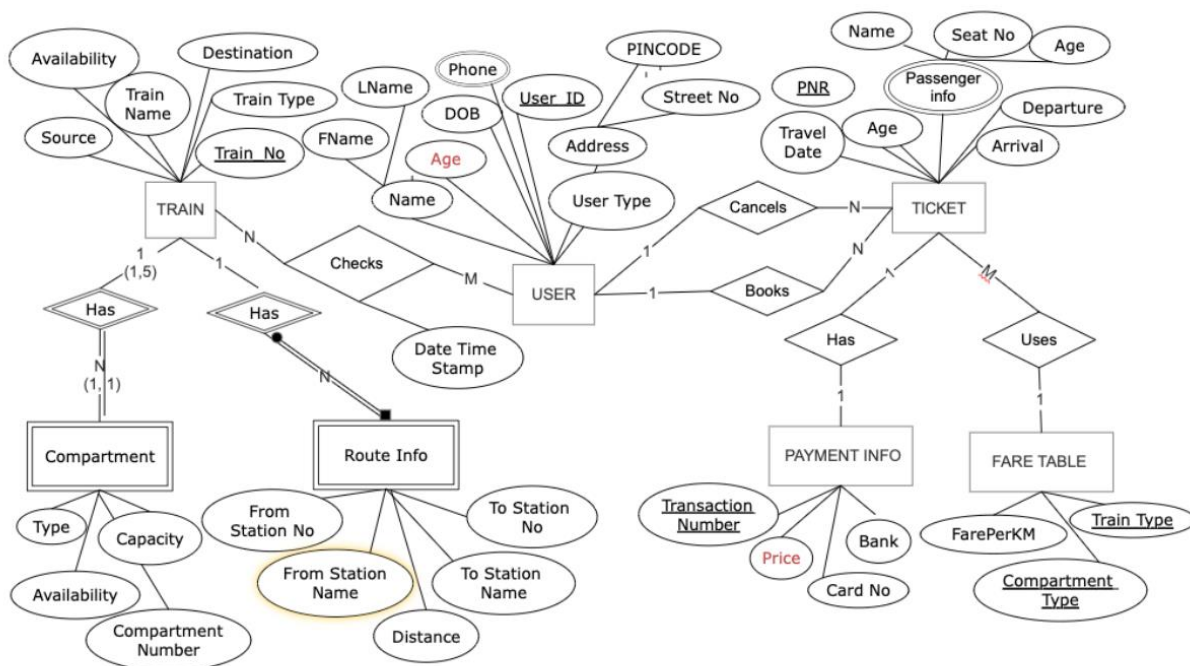 Availability
Destination
Train
Name
Train Type
Source
Train_No
TRAIN
LName
Phone
User_ID
PINCODE
Street No
FName
DOB
Age
Address
Name
User Type
USER
Name
Seat No
Age
PNR
Passenger
info
Departure
Travel
Date
Age
Arrival
TICKET
Cancels
N
1
Books
N
1
N
Checks
M
Date Time
Stamp
1
(1,5)
Has
N
(1, 1)
1
Has
N
1
Has
1
M
Uses
1
Compartment
Type
Capacity
Availability
Compartment
Number
Route Info
From
Station No
To Station
No
From Station
Name
To Station
Name
Distance
PAYMENT INFO
Transaction
Number
Price
Bank
Card No
FARE TABLE
FarePerKM
Train Type
Compartment
Type